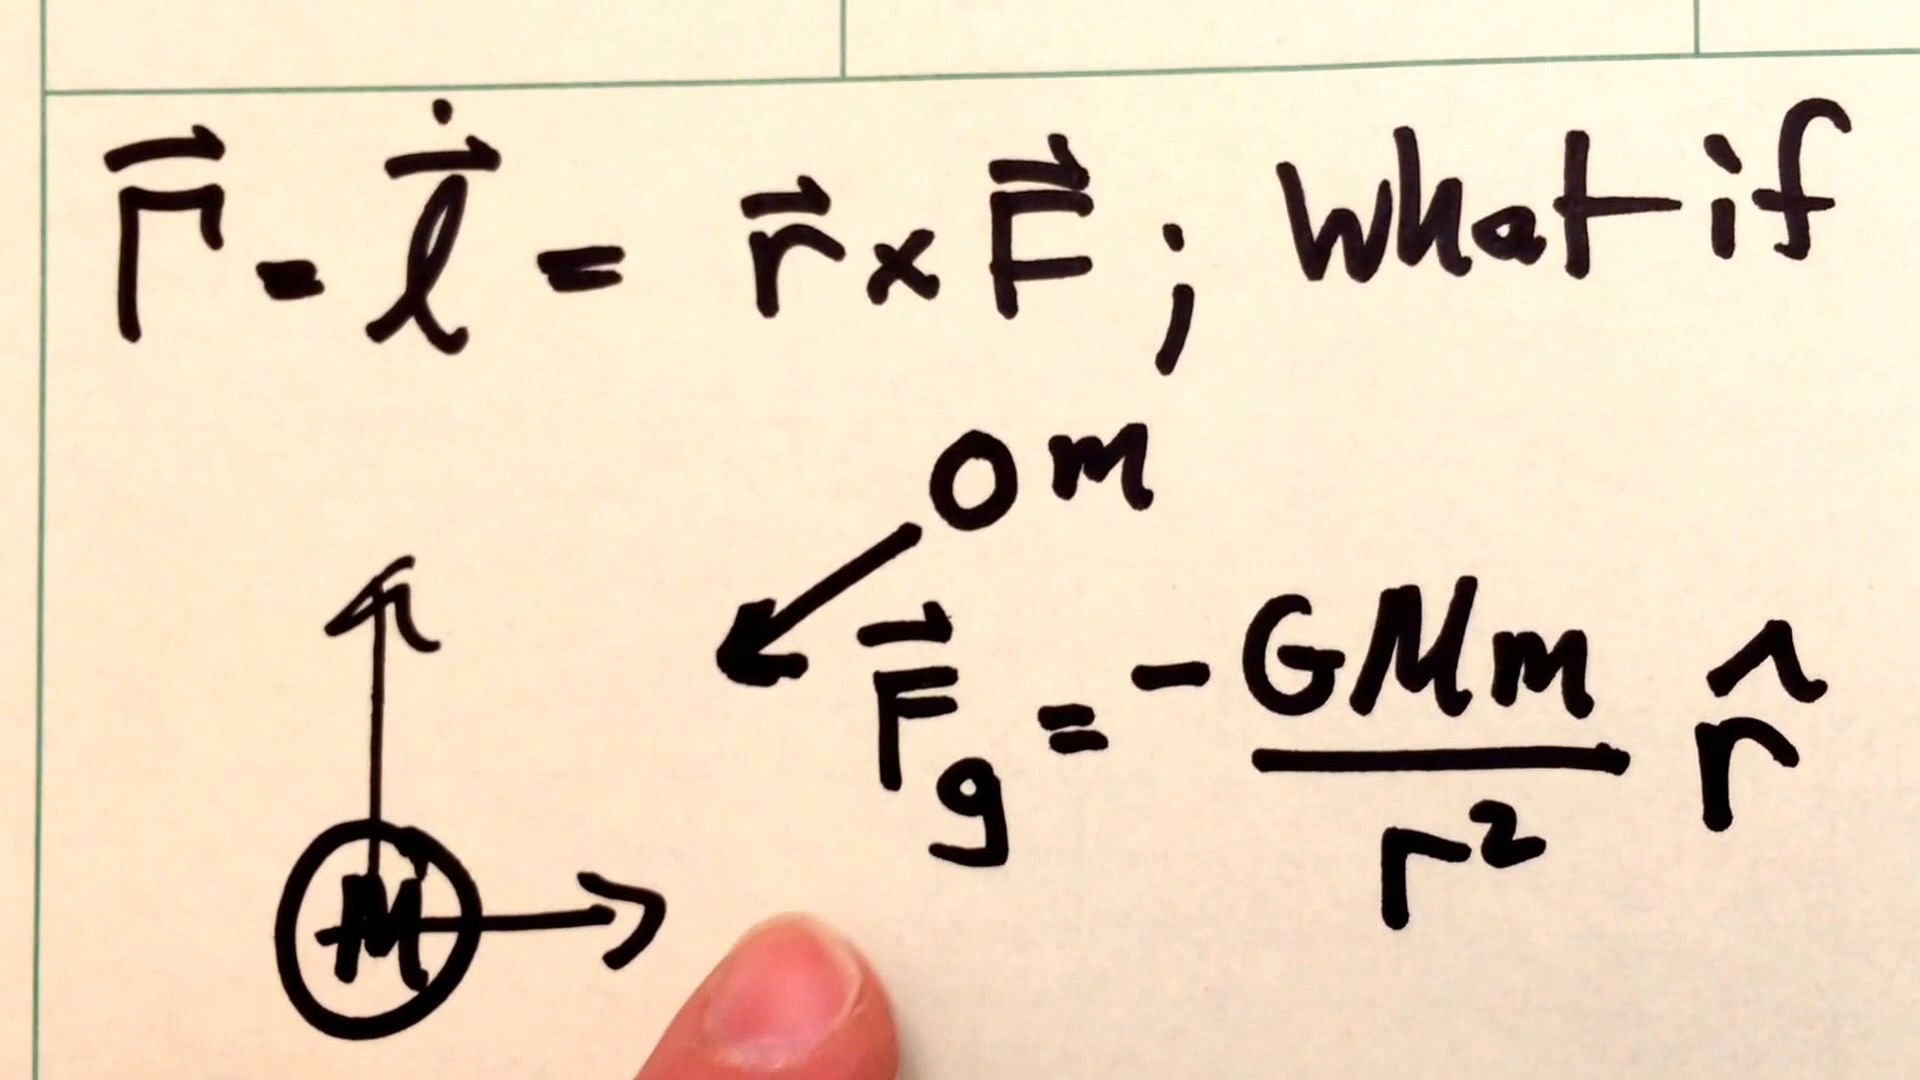 Γ⃗ = l⃗̇ = r⃗ × F⃗ ; What if
m
F⃗g = - GMm / r² r̂
M